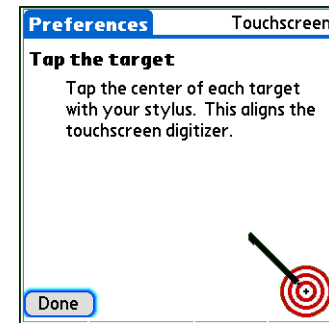 Preferences Touchscreen
Tap the target
Tap the center of each target
with your stylus. This aligns the
touchscreen digitizer.
Done